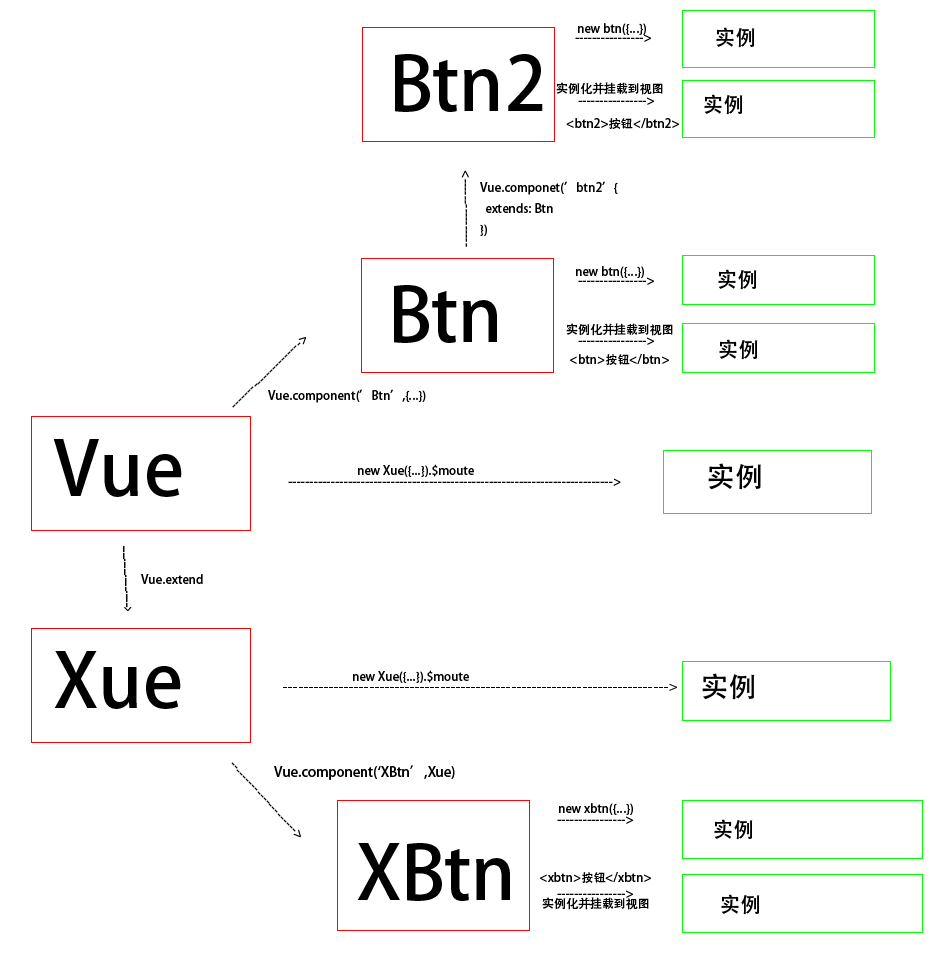 Btn2
new btn({...})
实例
实例化并挂载到视图
<btn2>按钮</btn2>
实例
Vue.componet(′btn2′{
extends: Btn
})
Btn
new btn({...})
实例
实例化并挂载到视图
<btn>按钮</btn>
实例
Vue.component(′Btn′,{...})
Vue
new Xue({...}).$moute
实例
Vue.extend
Xue
new Xue({...}).$moute
实例
Vue.component(‘XBtn′,Xue)
XBtn
new xbtn({...})
实例
<xbtn>按钮</xbtn>
实例化并挂载到视图
实例